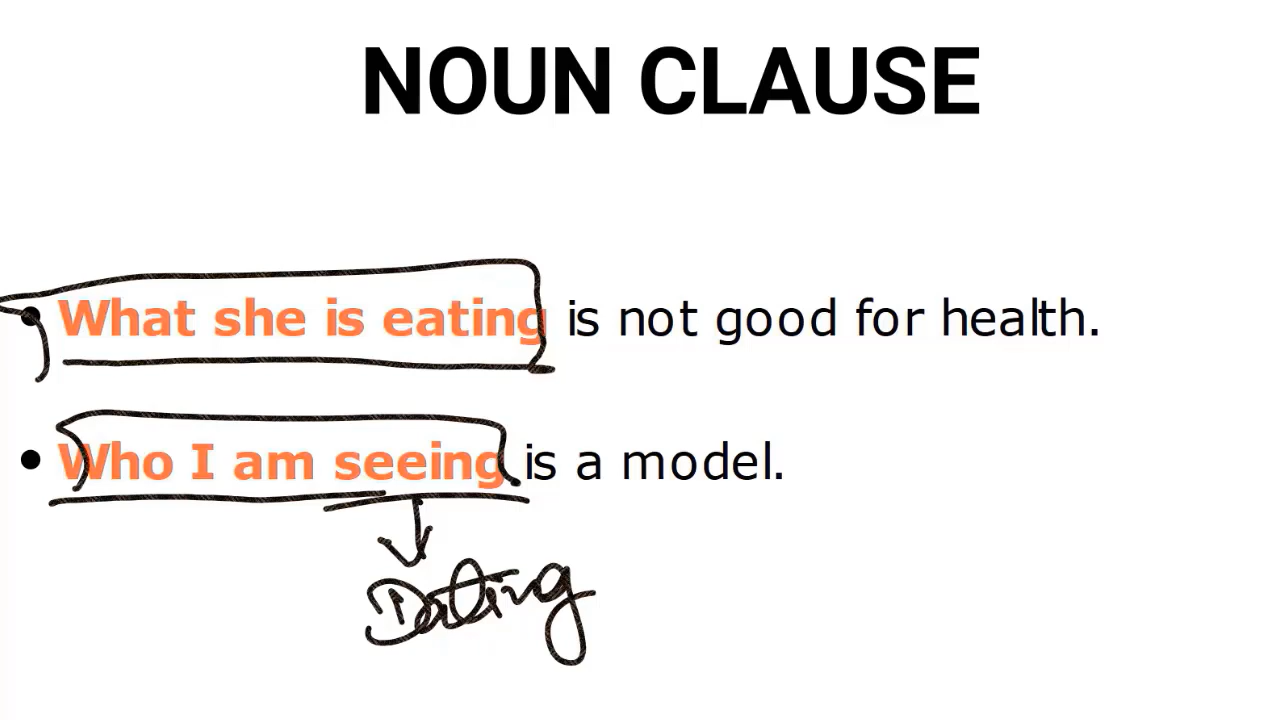 NOUN CLAUSE
• What she is eating is not good for health.
• Who I am seeing is a model.
Dating